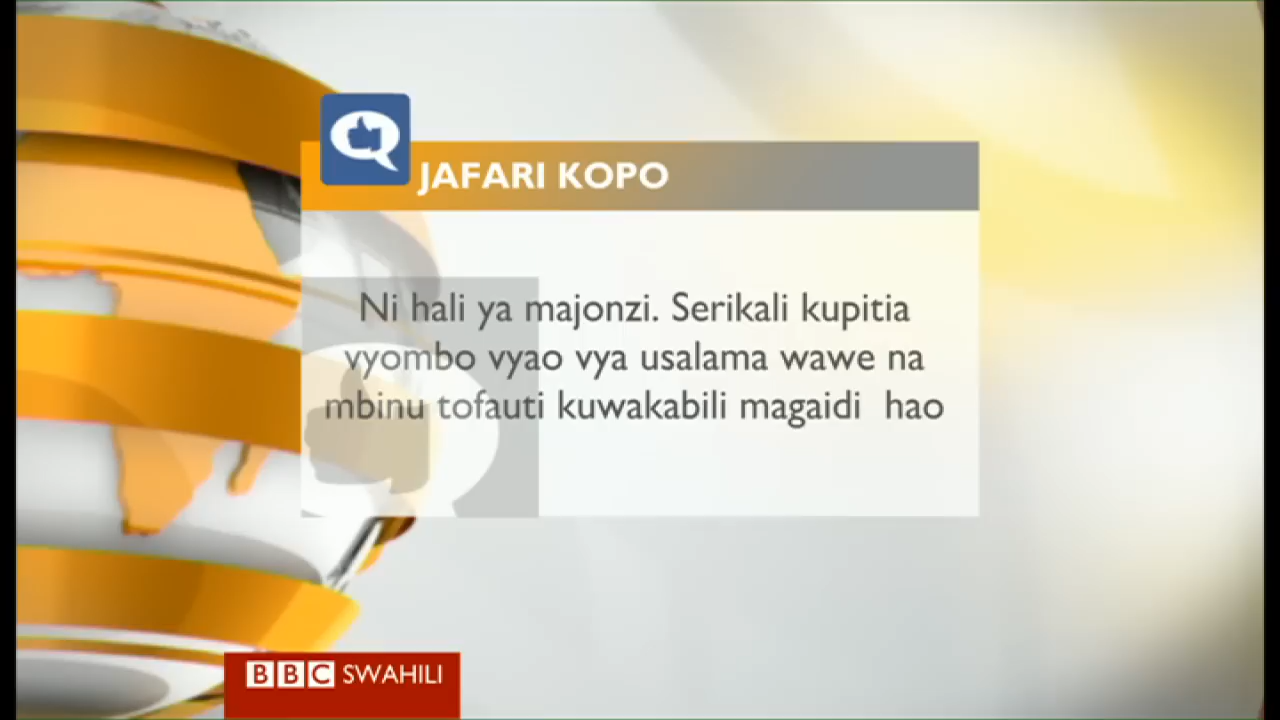 JAFARI KOPO
Ni hali ya majonzi. Serikali kupitia
vyombo vyao vya usalama wawe na
mbinu tofauti kuwakabili magaidi hao
BBC SWAHILI